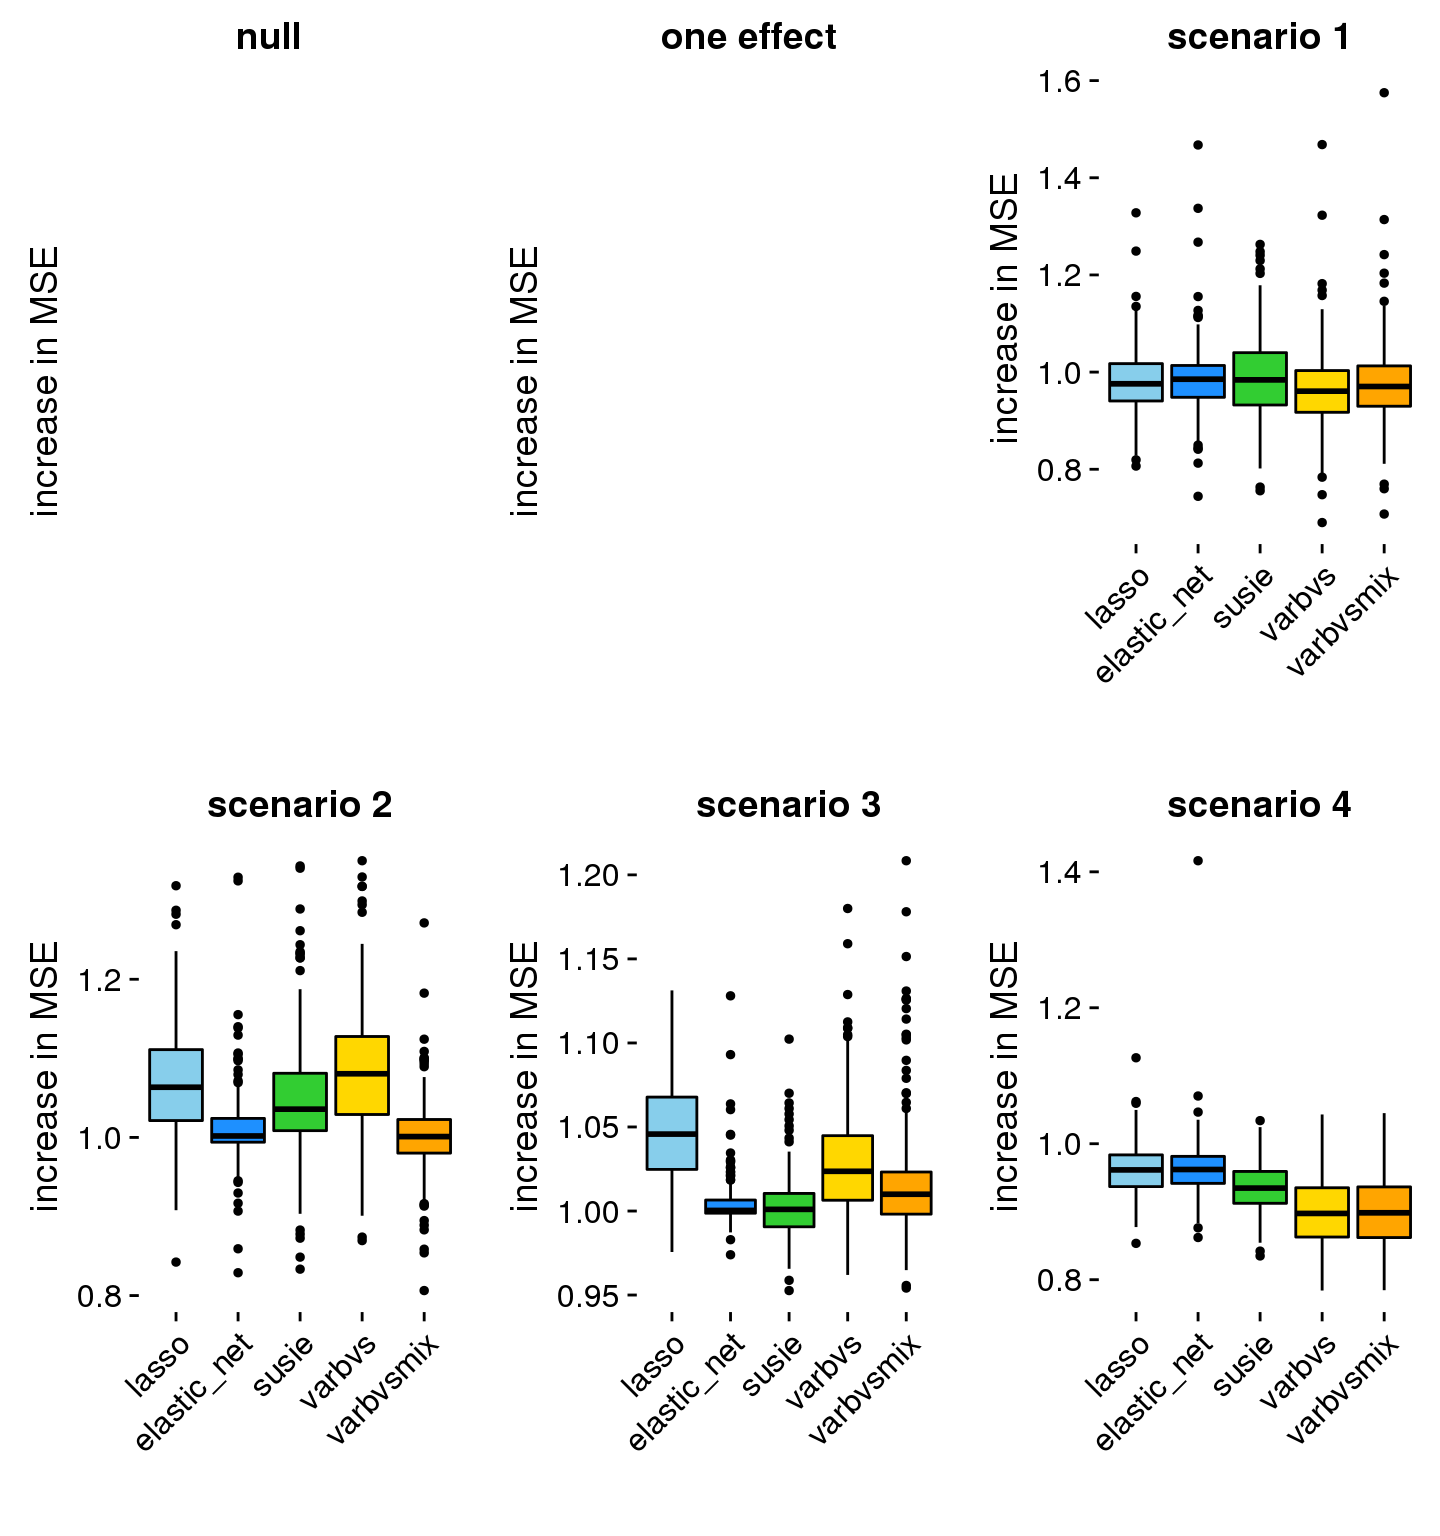 null
increase in MSE
one effect
increase in MSE
scenario 1
increase in MSE
1.6
1.4
1.2
1.0
0.8
lasso
elastic_net
susie
varbvs
varbvsmix
scenario 2
increase in MSE
1.2
1.0
0.8
lasso
elastic_net
susie
varbvs
varbvsmix
scenario 3
increase in MSE
1.20
1.15
1.10
1.05
1.00
0.95
lasso
elastic_net
susie
varbvs
varbvsmix
scenario 4
increase in MSE
1.4
1.2
1.0
0.8
lasso
elastic_net
susie
varbvs
varbvsmix